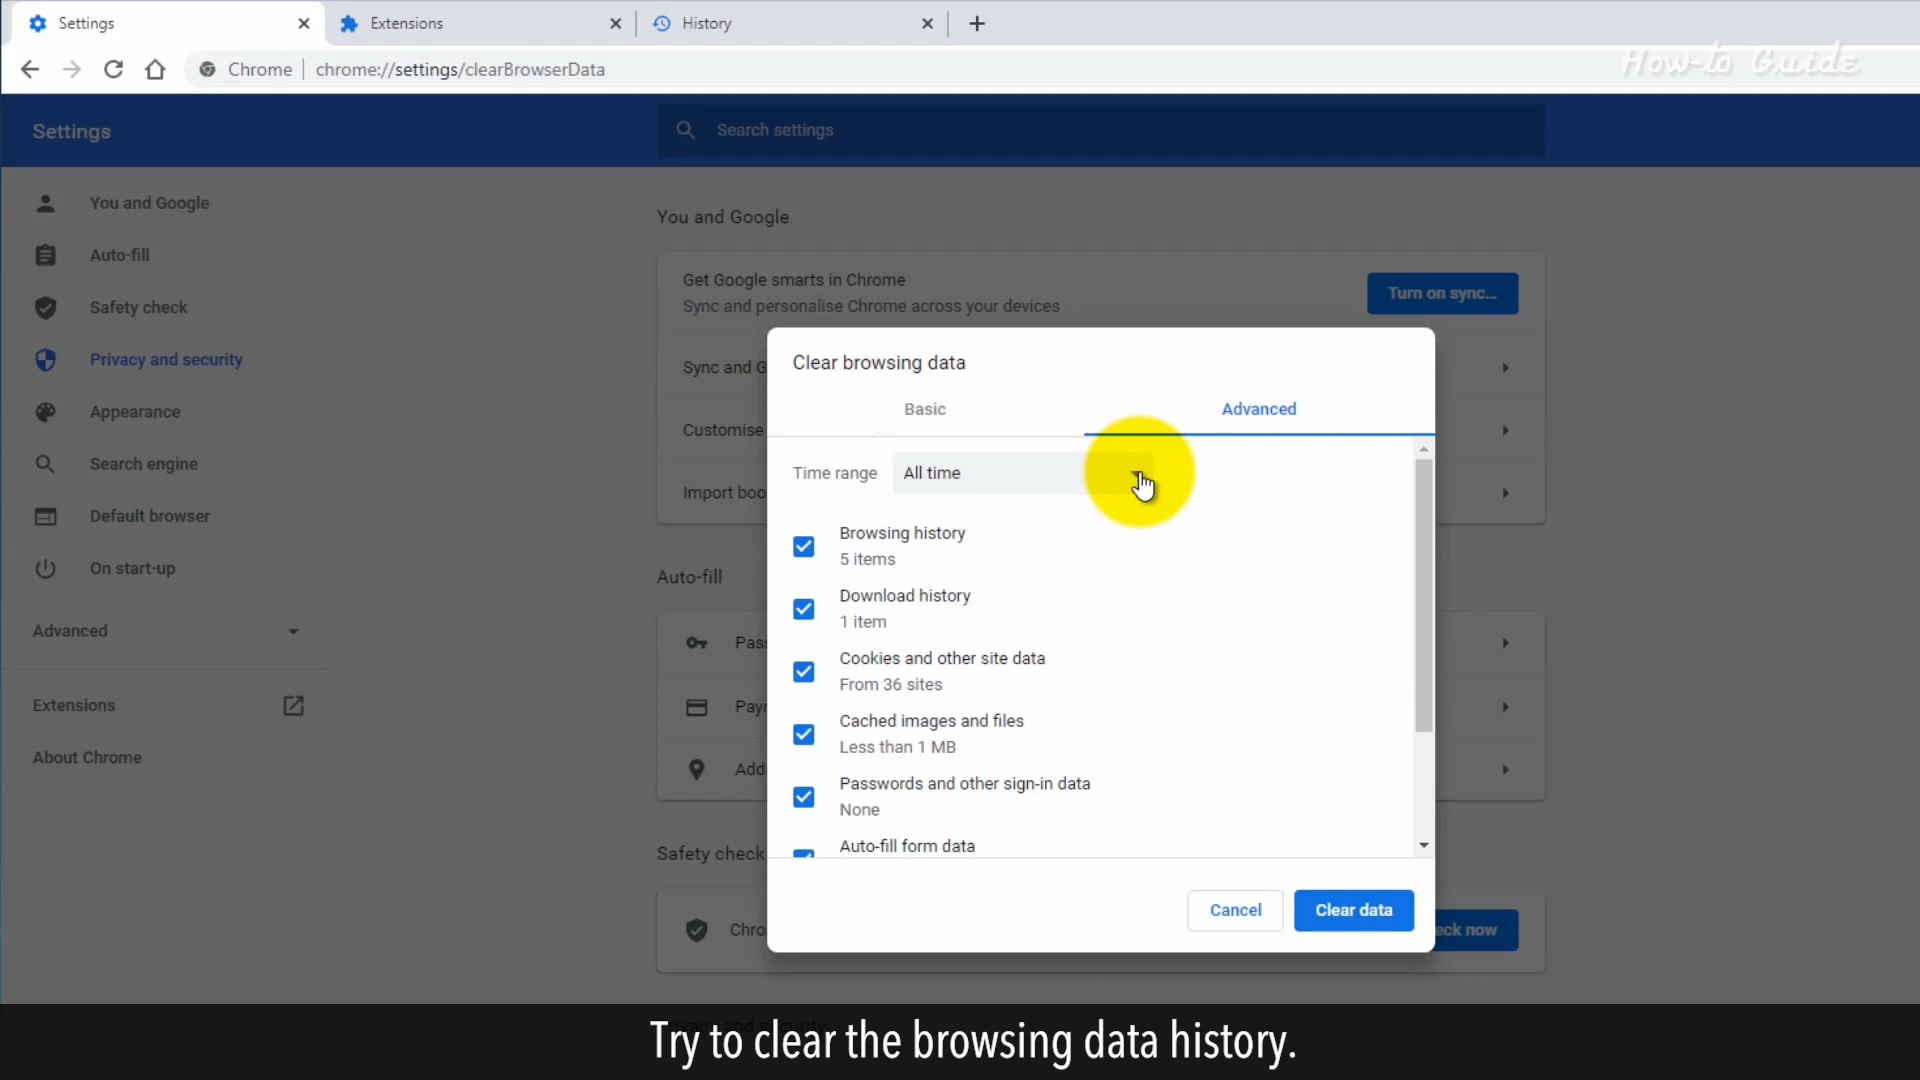 Settings
Extensions
History
Chrome
chrome://settings/clearBrowserData
How-to Guide
Settings
Search settings
You and Google
Auto-fill
Safety check
Privacy and security
Appearance
Search engine
Default browser
On start-up
Advanced
Extensions
About Chrome
You and Google
Get Google smarts in Chrome
Sync and personalise Chrome across your devices
Turn on sync...
Sync and G
Customise
Import boo
Auto-fill
Pass
Payr
Add
Safety check
Chro
eck now
Clear browsing data
Basic
Advanced
Time range
All time
Browsing history
5 items
Download history
1 item
Cookies and other site data
From 36 sites
Cached images and files
Less than 1 MB
Passwords and other sign-in data
None
Auto-fill form data
Cancel
Clear data
Try to clear the browsing data history.